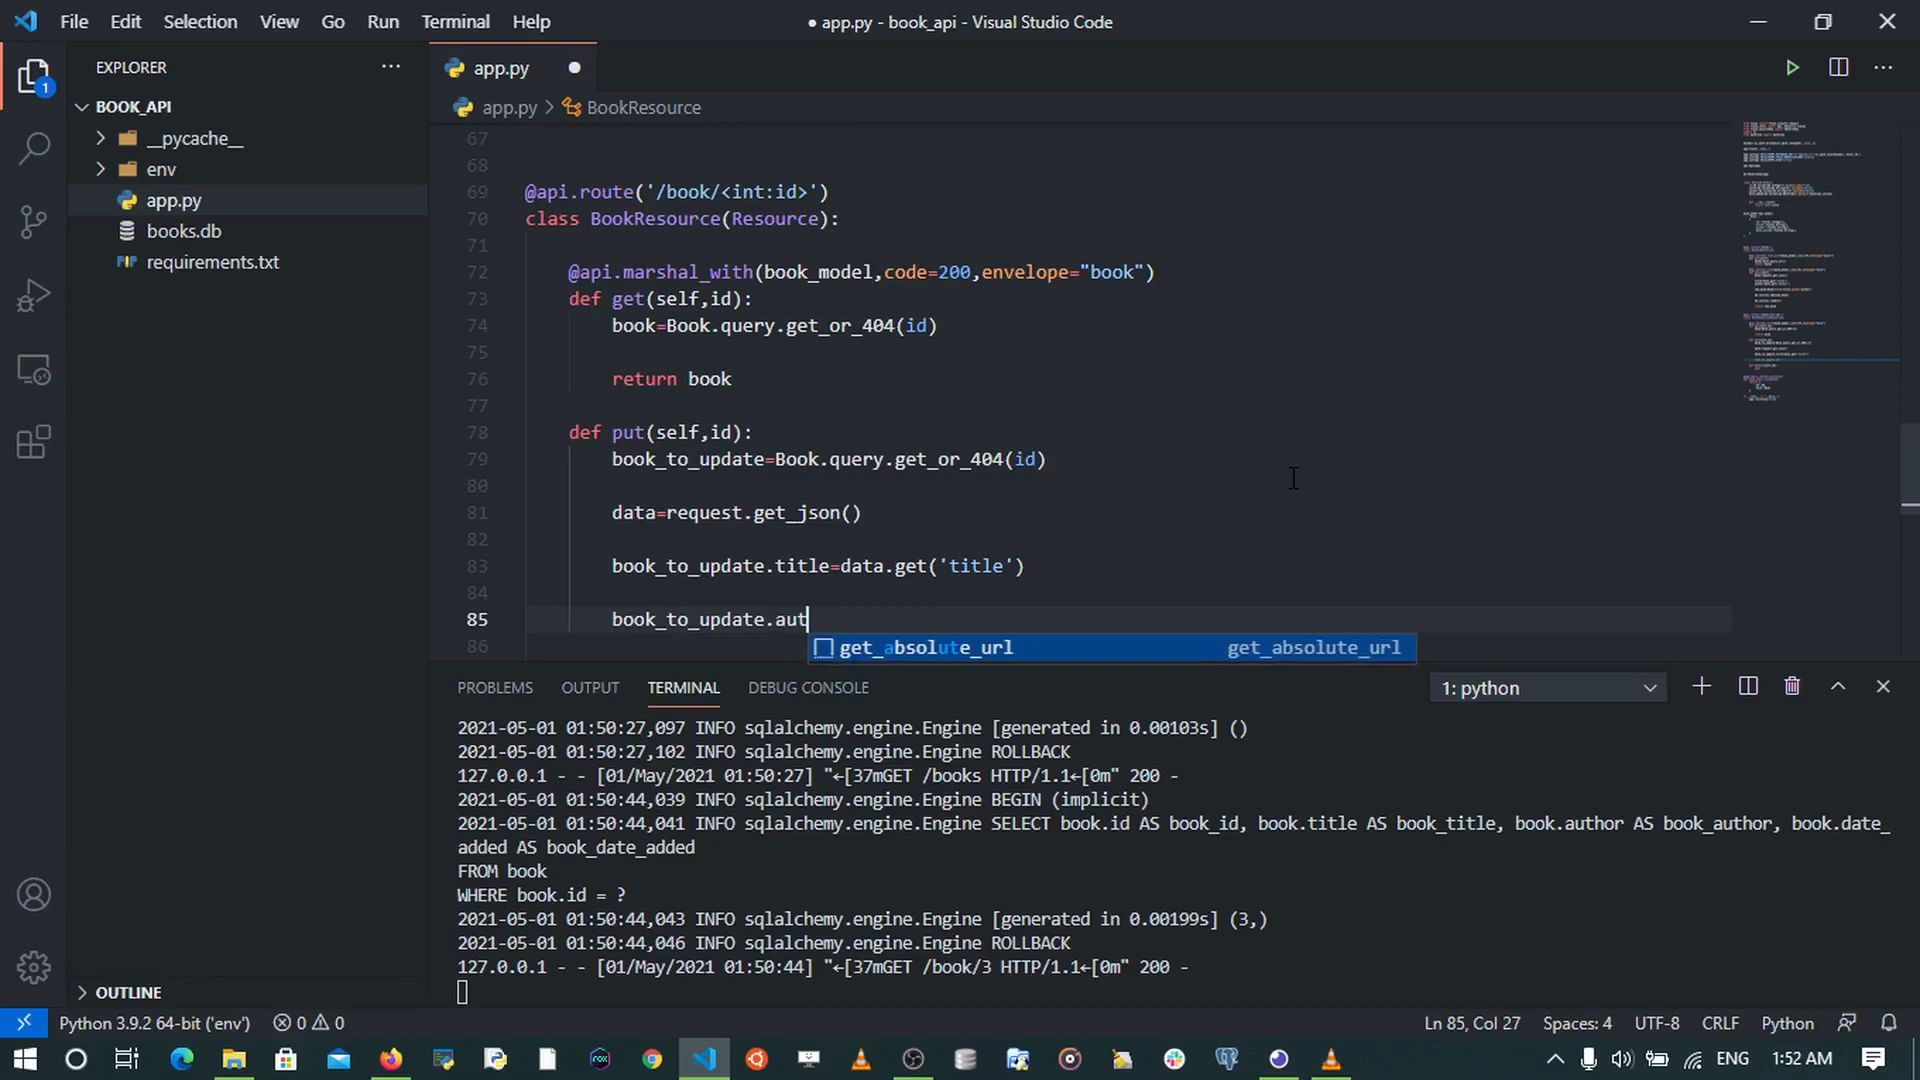 File Edit Selection View Go Run Terminal Help
● app.py - book_api - Visual Studio Code
EXPLORER
BOOK_API
__pycache__
env
app.py
books.db
requirements.txt
OUTLINE
1
app.py
app.py > BookResource
67
68
69 @api.route('/book/<int:id>')
70 class BookResource(Resource):
71
72 @api.marshal_with(book_model,code=200,envelope="book")
73 def get(self,id):
74 book=Book.query.get_or_404(id)
75
76 return book
77
78 def put(self,id):
79 book_to_update=Book.query.get_or_404(id)
80
81 data=request.get_json()
82
83 book_to_update.title=data.get('title')
84
85 book_to_update.aut
86
get_absolute_url get_absolute_url
PROBLEMS OUTPUT TERMINAL DEBUG CONSOLE
1: python
2021-05-01 01:50:27,097 INFO sqlalchemy.engine.Engine [generated in 0.00103s] ()
2021-05-01 01:50:27,102 INFO sqlalchemy.engine.Engine ROLLBACK
127.0.0.1 - - [01/May/2021 01:50:27] "←[37mGET /books HTTP/1.1←[0m" 200 -
2021-05-01 01:50:44,039 INFO sqlalchemy.engine.Engine BEGIN (implicit)
2021-05-01 01:50:44,041 INFO sqlalchemy.engine.Engine SELECT book.id AS book_id, book.title AS book_title, book.author AS book_author, book.date_
added AS book_date_added
FROM book
WHERE book.id = ?
2021-05-01 01:50:44,043 INFO sqlalchemy.engine.Engine [generated in 0.00199s] (3,)
2021-05-01 01:50:44,046 INFO sqlalchemy.engine.Engine ROLLBACK
127.0.0.1 - - [01/May/2021 01:50:44] "←[37mGET /book/3 HTTP/1.1←[0m" 200 -
Python 3.9.2 64-bit ('env') 0 0
Ln 85, Col 27 Spaces: 4 UTF-8 CRLF Python
ENG 1:52 AM